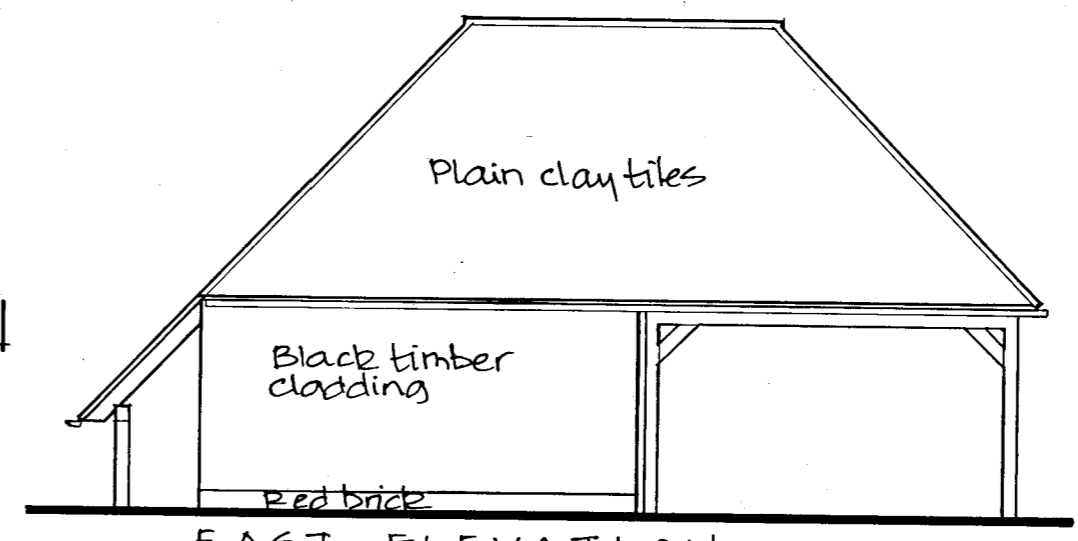 Plain clay tiles
Black timber
cladding
Red brick
EAST ELEVATION